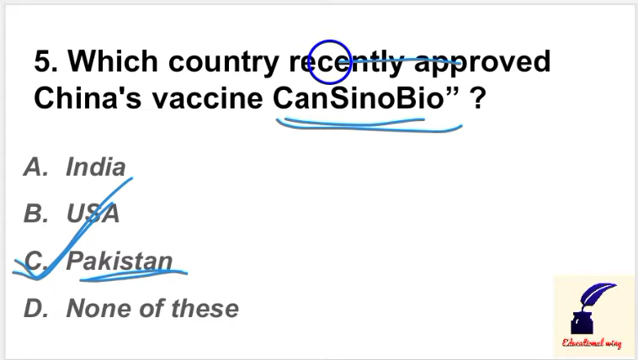 5. Which country recently approved
China's vaccine CanSinoBio” ?
A. India
B. USA
C. Pakistan
D. None of these
Educational wing